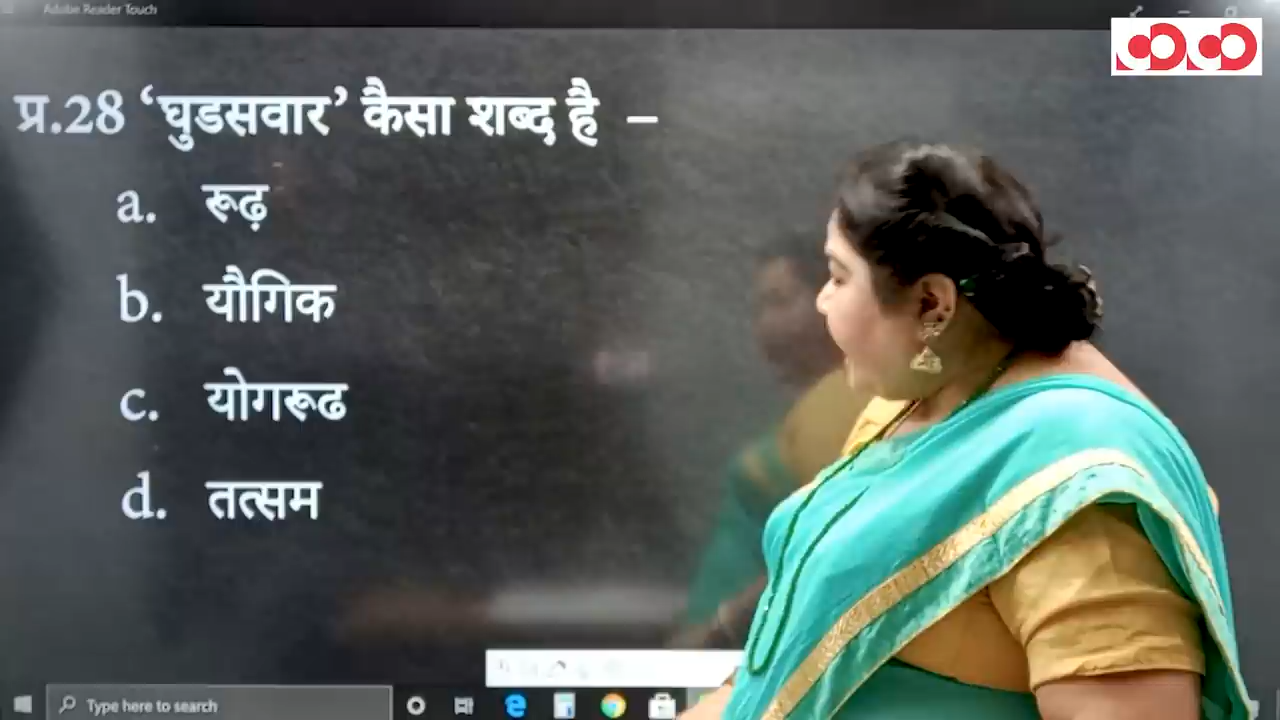 Adobe Reader Touch
प्र.28 ‘घुडसवार’ कैसा शब्द है –
a. रूढ़
b. यौगिक
c. योगरूढ
d. तत्सम
Type here to search